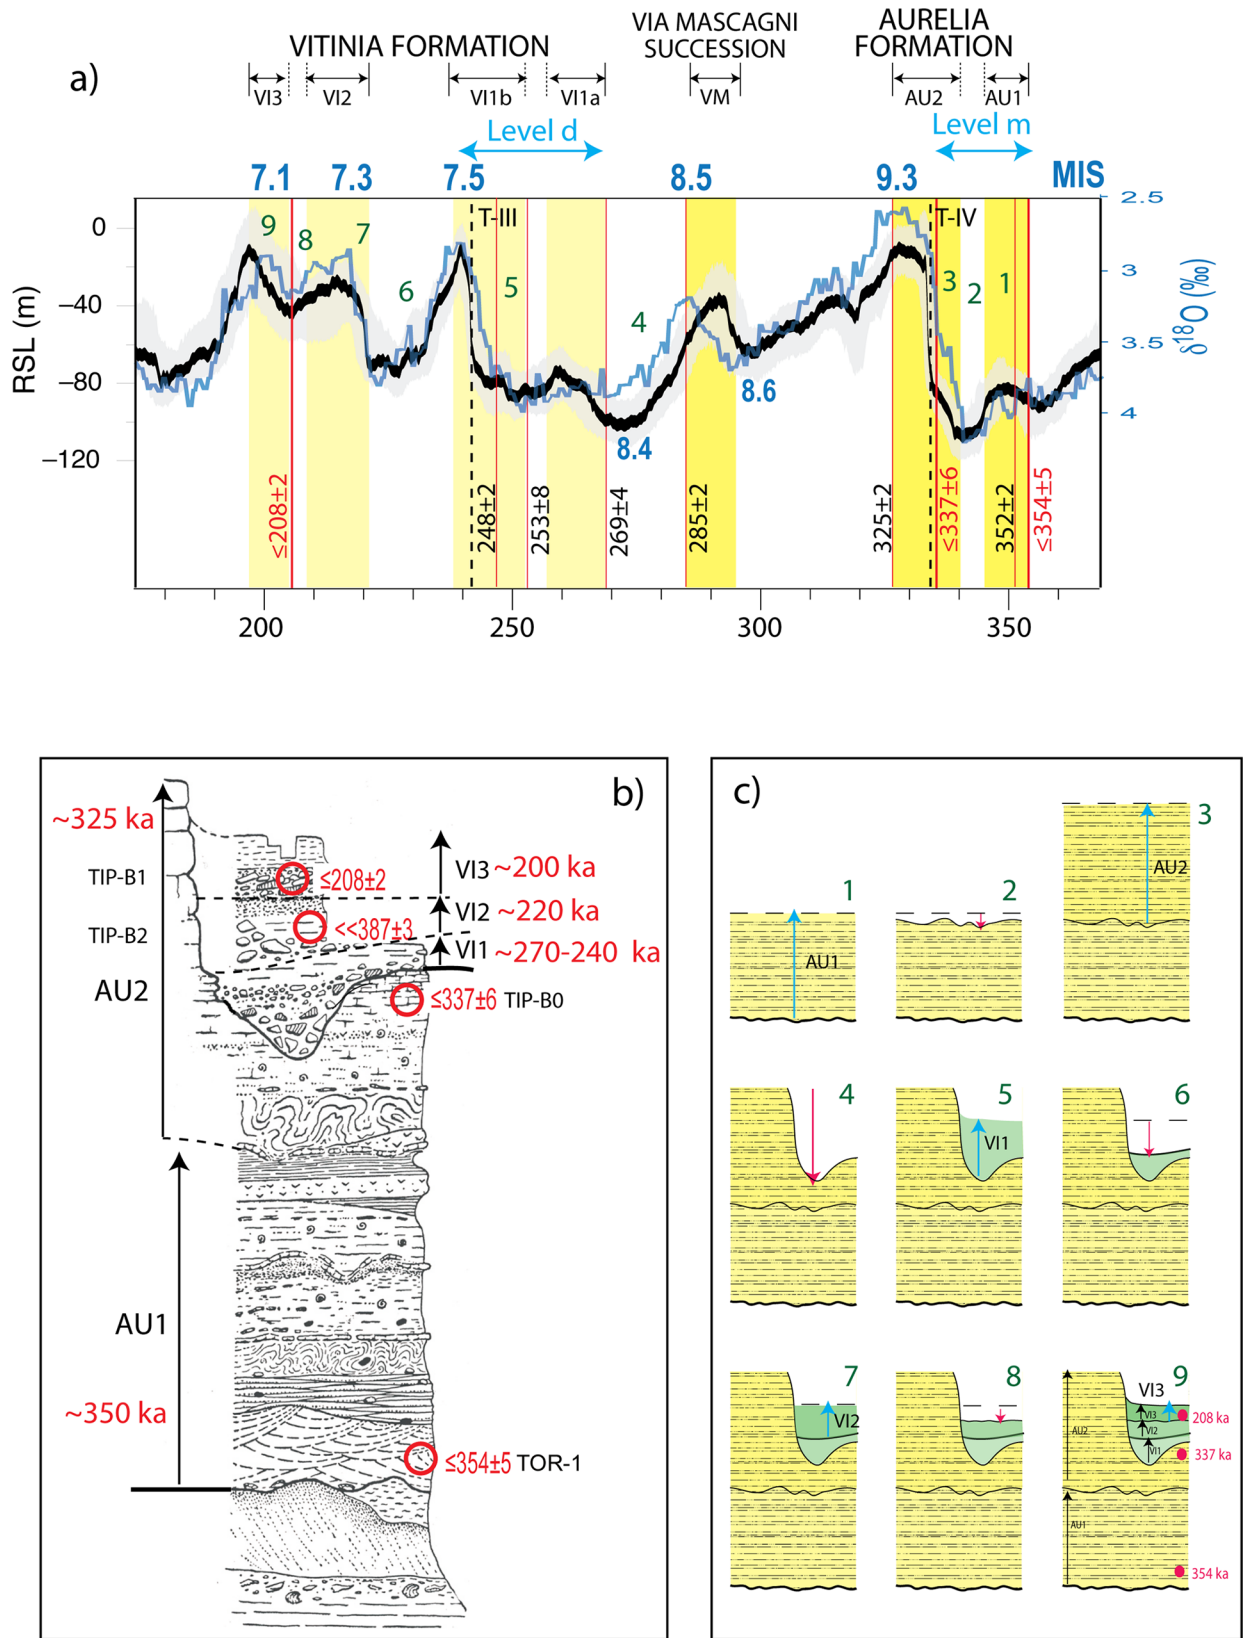 a)
VITINIA FORMATION
VIA MASCAGNI
SUCCESSION
AURELIA
FORMATION
VI3
VI2
VI1b
VI1a
VM
AU2
AU1
Level d
Level m
7.1
7.3
7.5
8.5
9.3
MIS
T-III
T-IV
9
8
7
6
5
4
3
2
1
8.6
8.4
RSL (m)
0
−40
−80
−120
2.5
3
3.5
4
δ18O (‰)
≤208±2
248±2
253±8
269±4
285±2
325±2
≤337±6
352±2
≤354±5
200
250
300
350
b)
~325 ka
TIP-B1
≤208±2
VI3 ~200 ka
TIP-B2
<<387±3
VI2 ~220 ka
VI1 ~270-240 ka
AU2
≤337±6 TIP-B0
AU1
~350 ka
≤354±5 TOR-1
c)
1
AU1
2
3
AU2
4
5
VI1
6
7
VI2
8
9
VI3
VI3
VI2
VI1
AU2
AU1
208 ka
337 ka
354 ka